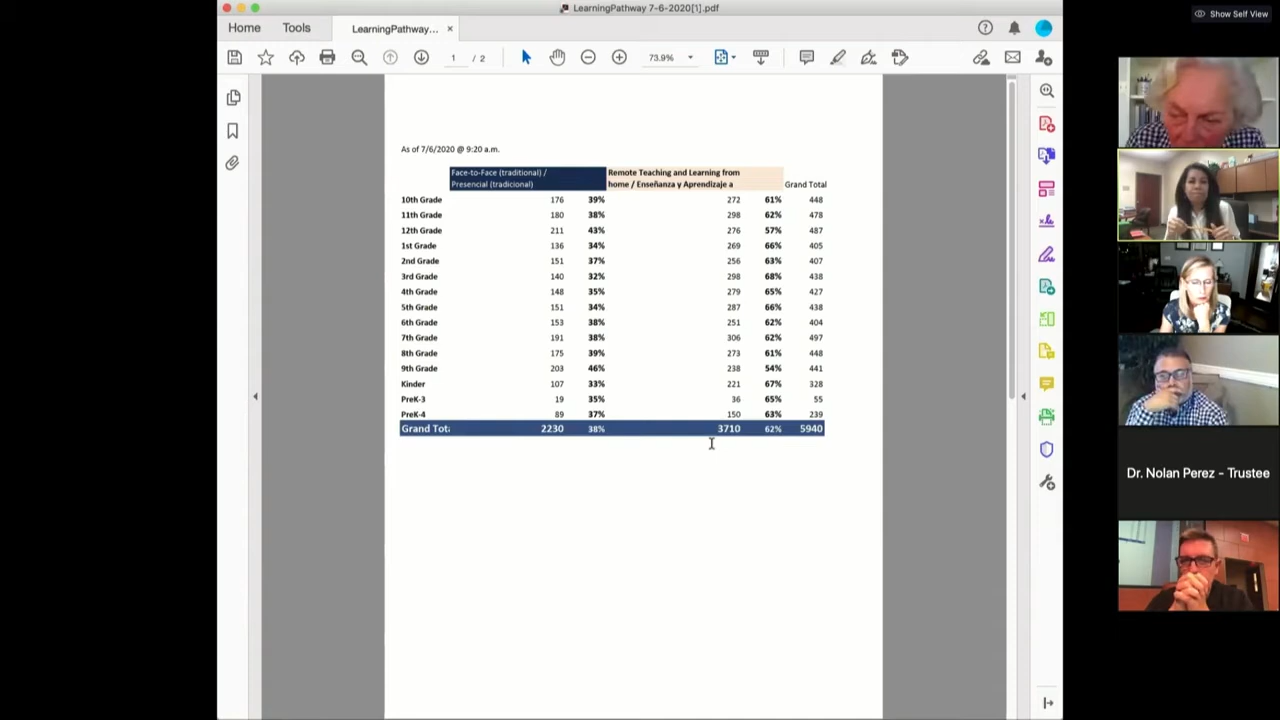 LearningPathway 7-6-2020[1].pdf
Show Self View
Home Tools LearningPathway... ×
1 / 2 73.9%
As of 7/6/2020 @ 9:20 a.m.
Face-to-Face (traditional) / Remote Teaching and Learning from
Presencial (tradicional) home / Enseñanza y Aprendizaje a Grand Total
10th Grade 176 39% 272 61% 448
11th Grade 180 38% 298 62% 478
12th Grade 211 43% 276 57% 487
1st Grade 136 34% 269 66% 405
2nd Grade 151 37% 256 63% 407
3rd Grade 140 32% 298 68% 438
4th Grade 148 35% 279 65% 427
5th Grade 151 34% 287 66% 438
6th Grade 153 38% 251 62% 404
7th Grade 191 38% 306 62% 497
8th Grade 175 39% 273 61% 448
9th Grade 203 46% 238 54% 441
Kinder 107 33% 221 67% 328
PreK-3 19 35% 36 65% 55
PreK-4 89 37% 150 63% 239
Grand Tot 2230 38% 3710 62% 5940
Dr. Nolan Perez - Trustee